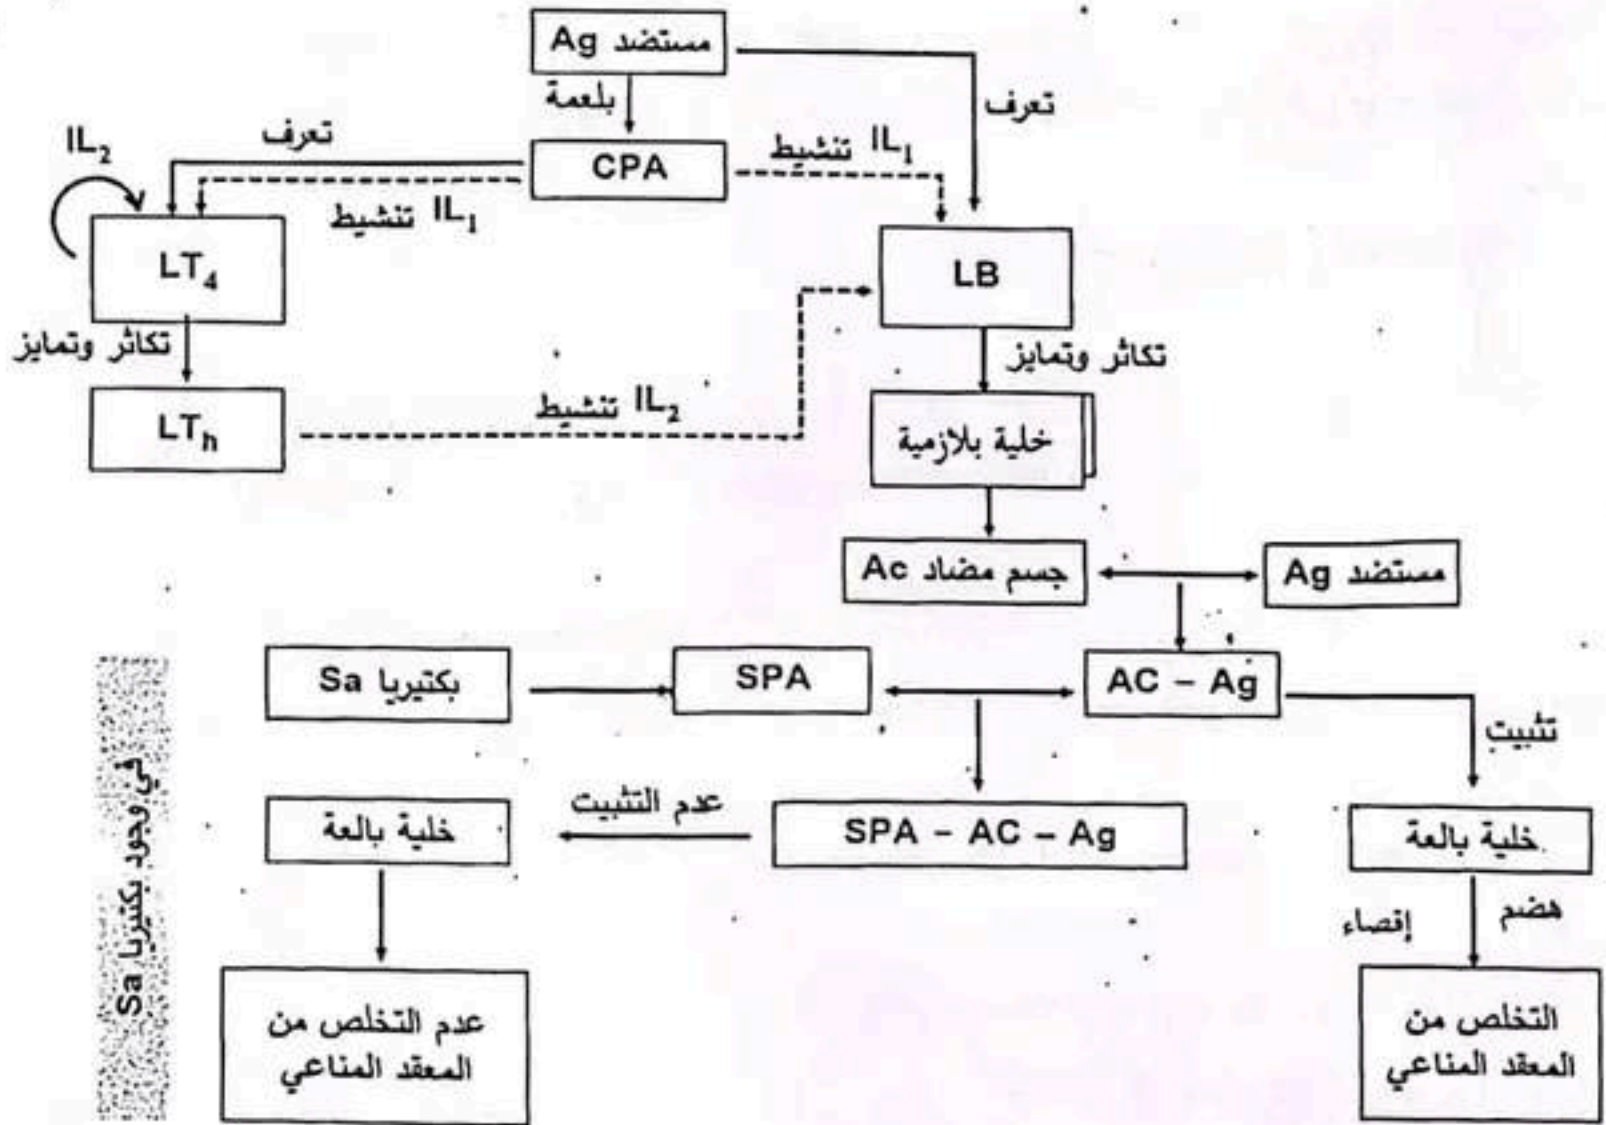 مستضد Ag
بلعمة
تعرف
CPA
تعرف
IL1 تنشيط
IL1 تنشيط
IL2
LT4
LB
تكاثر وتمايز
تكاثر وتمايز
LTh
IL2 تنشيط
خلية بلازمية
جسم مضاد Ac
مستضد Ag
بكتيريا Sa
SPA
AC – Ag
تثبيت
في وجود بكتيريا Sa
خلية بالعة
عدم التثبيت
SPA – AC – Ag
خلية بالعة
هضم
إقصاء
عدم التخلص من
المعقد المناعي
التخلص من
المعقد المناعي